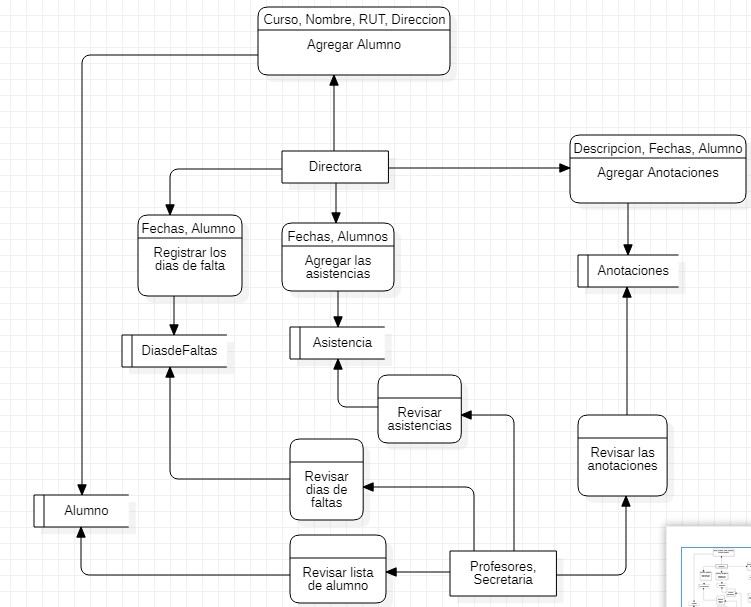 Curso, Nombre, RUT, Direccion
Agregar Alumno
Directora
Descripcion, Fechas, Alumno
Agregar Anotaciones
Fechas, Alumno
Registrar los
dias de falta
Fechas, Alumnos
Agregar las
asistencias
Anotaciones
DiasdeFaltas
Asistencia
Revisar
asistencias
Revisar las
anotaciones
Revisar
dias de
faltas
Alumno
Revisar lista
de alumno
Profesores,
Secretaria